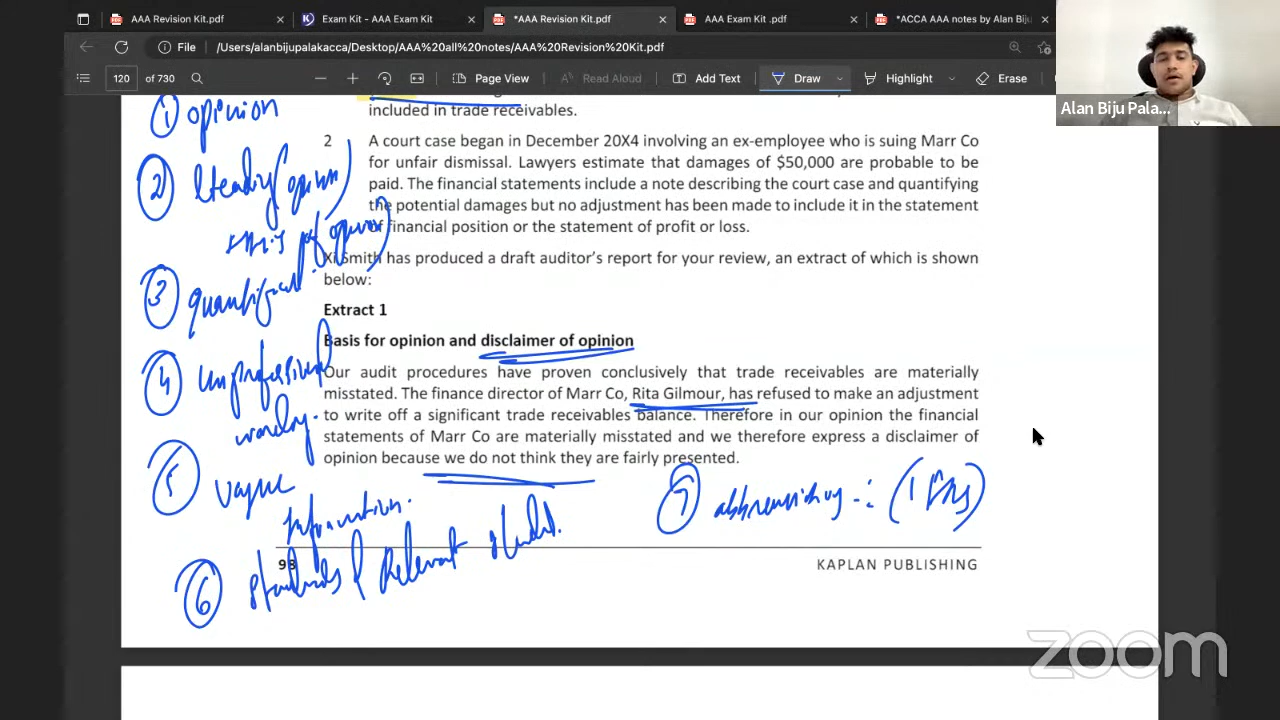 AAA Revision Kit.pdf
Exam Kit - AAA Exam Kit
*AAA Revision Kit.pdf
AAA Exam Kit .pdf
*ACCA AAA notes by Alan Biju
File /Users/alanbijupalakacca/Desktop/AAA%20all%20notes/AAA%20Revision%20Kit.pdf
120 of 730 Page View Read Aloud Add Text Draw Highlight Erase
Alan Biju Pala...
included in trade receivables.
2 A court case began in December 20X4 involving an ex-employee who is suing Marr Co
for unfair dismissal. Lawyers estimate that damages of $50,000 are probable to be
paid. The financial statements include a note describing the court case and quantifying
the potential damages but no adjustment has been made to include it in the statement
of financial position or the statement of profit or loss.
Xi Smith has produced a draft auditor's report for your review, an extract of which is shown
below:
Extract 1
Basis for opinion and disclaimer of opinion
Our audit procedures have proven conclusively that trade receivables are materially
misstated. The finance director of Marr Co, Rita Gilmour, has refused to make an adjustment
to write off a significant trade receivables balance. Therefore in our opinion the financial
statements of Marr Co are materially misstated and we therefore express a disclaimer of
opinion because we do not think they are fairly presented.
98
KAPLAN PUBLISHING
1 opinion
2 (opinion)
of opinion)
3
4 unprofessional
wording.
5 vague
information.
6 standards & Relevant
7
zoom